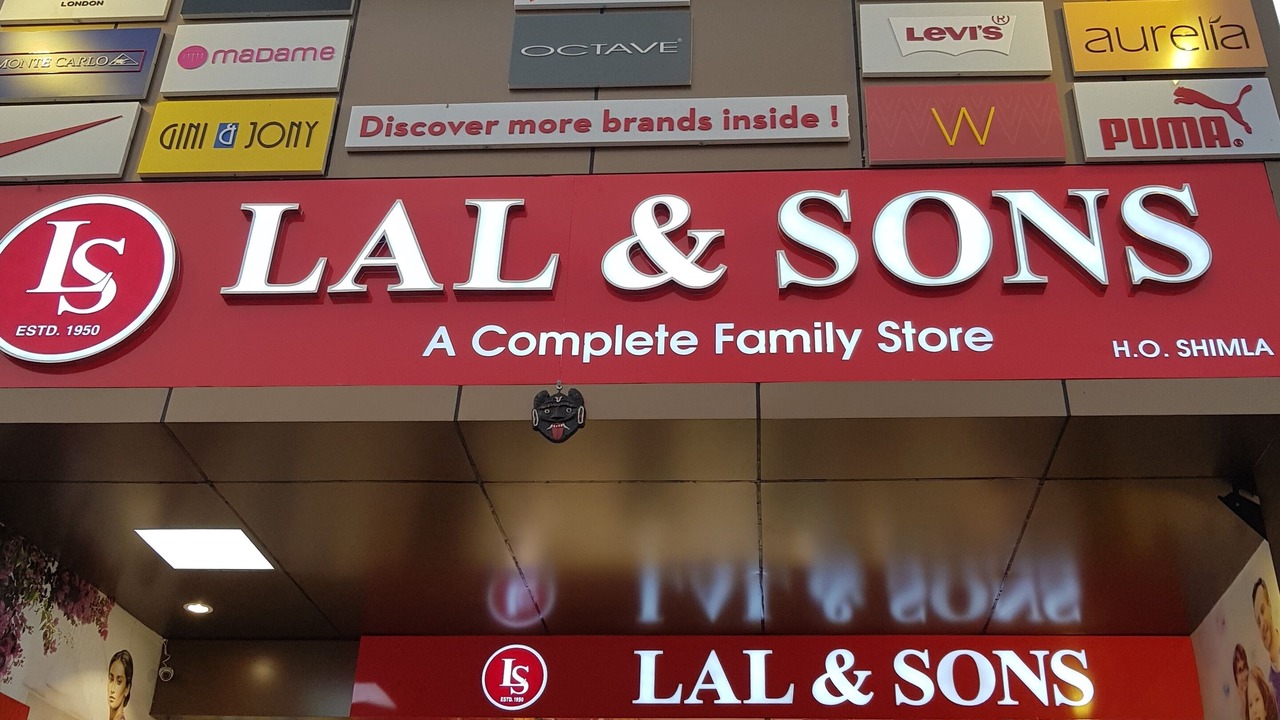 LONDON
MONTE CARLO
madame
OCTAVE
LEVI'S®
aurelia
GINI & JONY
Discover more brands inside !
W
PUMA
LS
ESTD. 1950
LAL & SONS
A Complete Family Store
H.O. SHIMLA
LS
ESTD. 1950
LAL & SONS